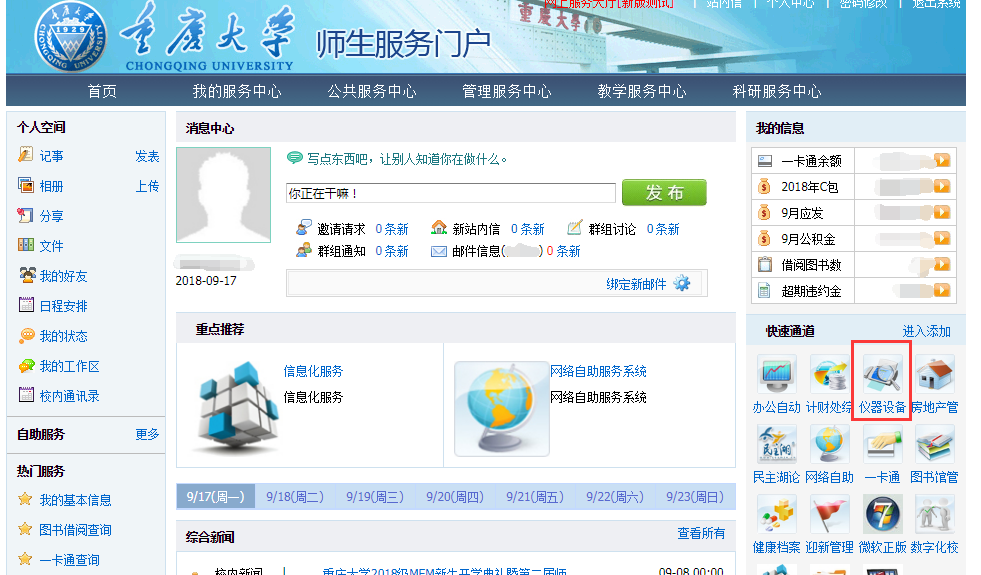 网上服务大厅[新版测试] | 站内信 | 个人中心 | 密码修改 | 退出系统
重庆大学
CHONGQING UNIVERSITY
师生服务门户
重庆大学
1929
首页 我的服务中心 公共服务中心 管理服务中心 教学服务中心 科研服务中心
个人空间
记事 发表
相册 上传
分享
文件
我的好友
日程安排
我的状态
我的工作区
校内通讯录
自助服务 更多
热门服务
我的基本信息
图书借阅查询
一卡通查询
消息中心
写点东西吧，让别人知道你在做什么。
你正在干嘛！ 发布
邀请请求 0条新 新站内信 0条新 群组讨论 0条新
群组通知 0条新 邮件信息( ) 0条新
2018-09-17
绑定新邮件
重点推荐
信息化服务
信息化服务
网络自助服务系统
网络自助服务系统
9/17(周一) 9/18(周二) 9/19(周三) 9/20(周四) 9/21(周五) 9/22(周六) 9/23(周日)
综合新闻 查看所有
校内新闻 重庆大学2018级MEM新生开学典礼暨第二届师 09-08 00:00
我的信息
一卡通余额
2018年C包
9月应发
9月公积金
借阅图书数
超期违约金
快速通道 进入添加
办公自动 计财处综 仪器设备 房地产管
民主湖论 网络自助 一卡通 图书馆管
健康档案 迎新管理 微软正版 数字化校